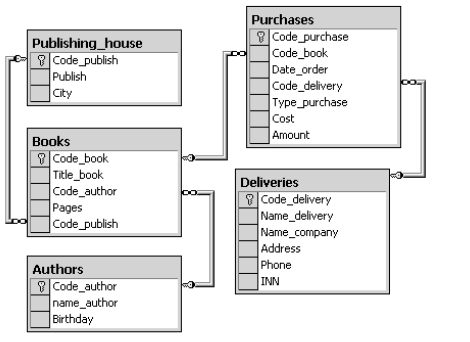 Publishing_house
Code_publish
Publish
City
Books
Code_book
Title_book
Code_author
Pages
Code_publish
Authors
Code_author
name_author
Birthday
Purchases
Code_purchase
Code_book
Date_order
Code_delivery
Type_purchase
Cost
Amount
Deliveries
Code_delivery
Name_delivery
Name_company
Address
Phone
INN